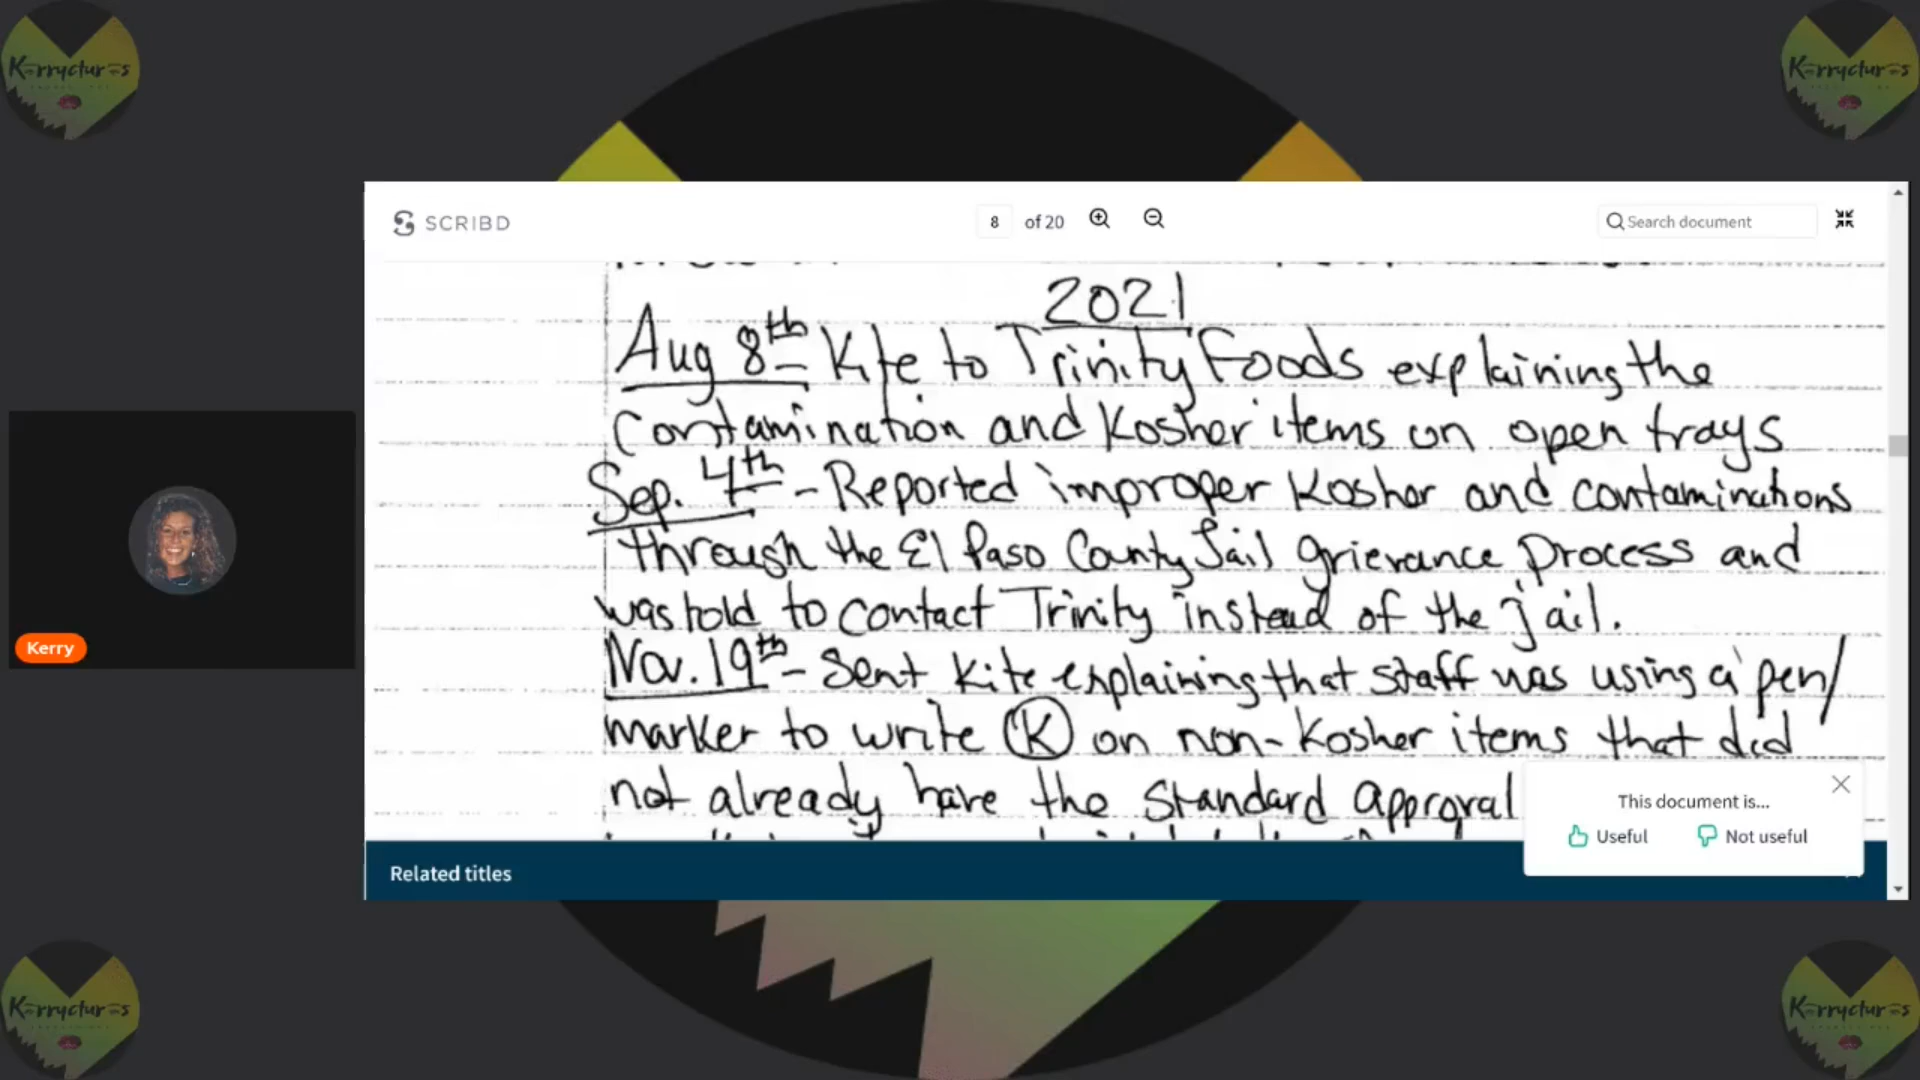 Kerryctures
Kerryctures
SCRIBD
8 of 20
Search document
2021
Aug 8th Kite to Trinity Foods explaining the
Contamination and Kosher items on open trays
Sep. 4th - Reported improper Kosher and contaminations
through the El Paso County Jail grievance process and
was told to contact Trinity instead of the jail.
Nov. 19th - Sent Kite explaining that staff was using a pen/
marker to write K on non-Kosher items that did
not already have the standard approval
This document is...
Useful
Not useful
Related titles
Kerry
Kerryctures
Kerryctures